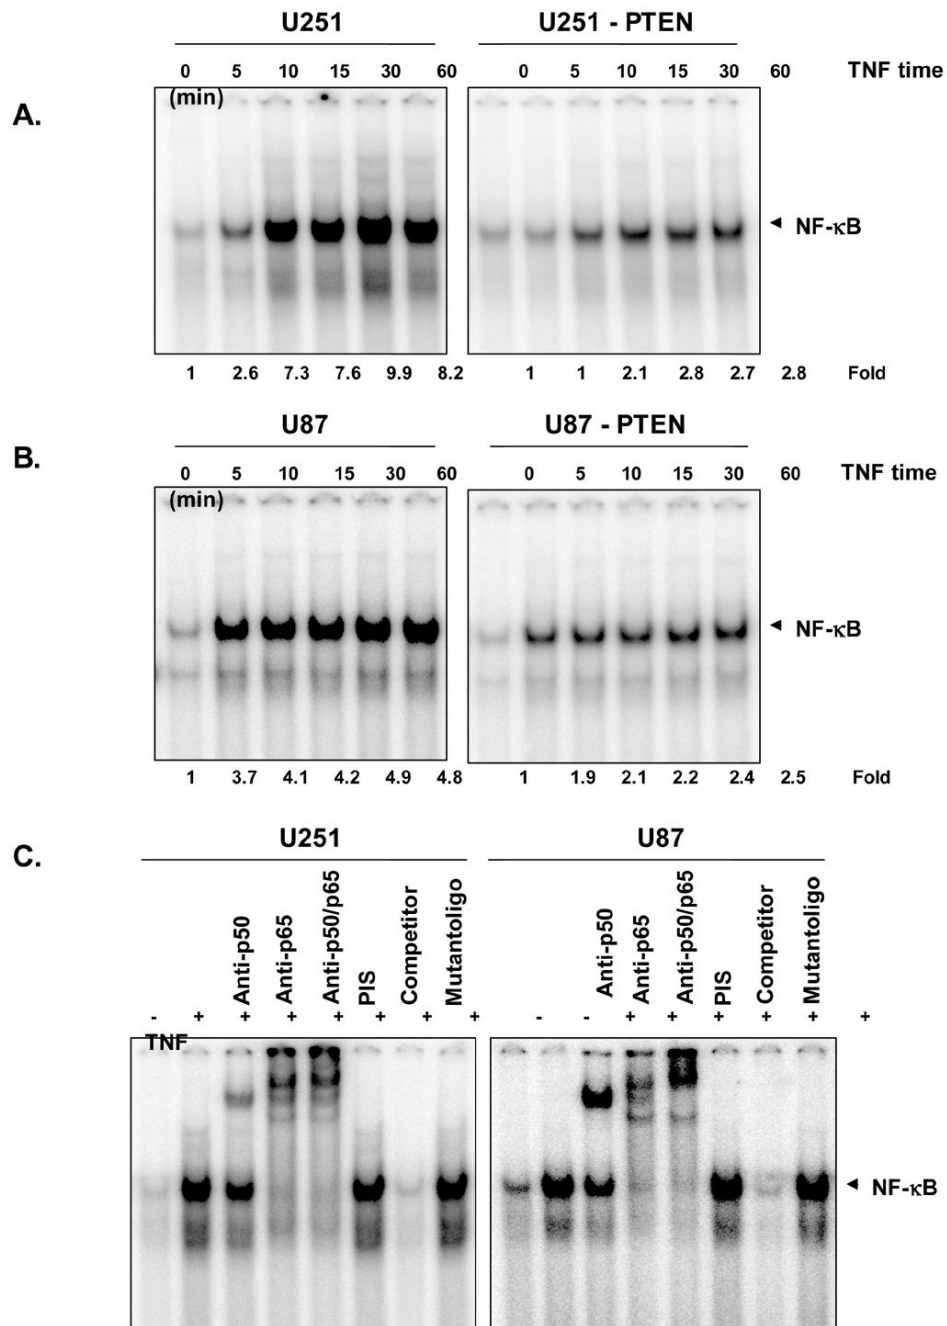 U251 U251 - PTEN
0 5 10 15 30 60 0 5 10 15 30 60 TNF time
(min)
A.
NF-κB
1 2.6 7.3 7.6 9.9 8.2 1 1 2.1 2.8 2.7 2.8 Fold
U87 U87 - PTEN
B.
0 5 10 15 30 60 0 5 10 15 30 60 TNF time
(min)
NF-κB
1 3.7 4.1 4.2 4.9 4.8 1 1.9 2.1 2.2 2.4 2.5 Fold
U251 U87
C.
Anti-p50 Anti-p65 Anti-p50/p65 PIS Competitor Mutantoligo Anti-p50 Anti-p65 Anti-p50/p65 PIS Competitor Mutantoligo
- + + + + + + + - - + + + + + +
TNF
NF-κB